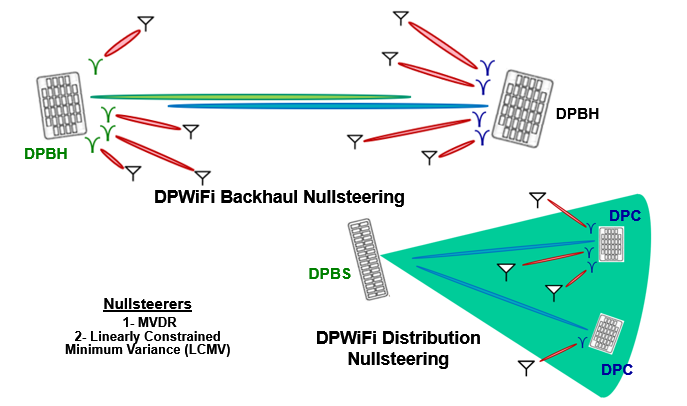 DPBH
DPBH
DPWiFi Backhaul Nullsteering
DPC
DPBS
Nullsteerers
1- MVDR
2- Linearly Constrained
Minimum Variance (LCMV)
DPWiFi Distribution
Nullsteering
DPC